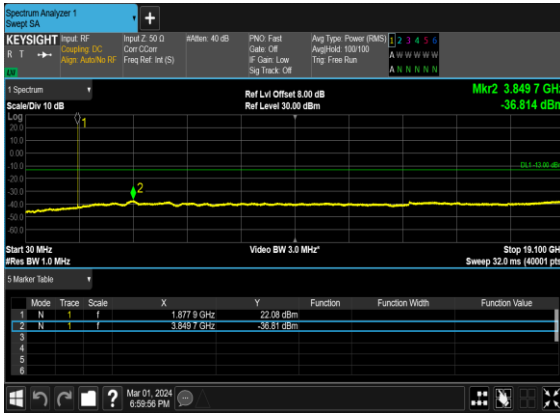 Spectrum Analyzer 1
Swept SA
+
KEYSIGHT Input: RF Input Z: 50 Ω #Atten: 40 dB PNO: Fast Avg Type: Power (RMS) 1 2 3 4 5 6
R T Coupling: DC Corr CCorr Gate: Off Avg|Hold: 100/100 A W W W W W
Align: Auto/No RF Freq Ref: Int (S) IF Gain: Low Trig: Free Run
Sig Track: Off A N N N N N
1 Spectrum Ref Lvl Offset 8.00 dB Mkr2 3.849 7 GHz
Scale/Div 10 dB Ref Level 30.00 dBm -36.814 dBm
Log
20.0
10.0
0.00
-10.0
-20.0
-30.0
-40.0
-50.0
-60.0
1
2
DL1 -13.00 dBm
Start 30 MHz Video BW 3.0 MHz* Stop 19.100 GHz
#Res BW 1.0 MHz Sweep 32.0 ms (40001 pts)
5 Marker Table
Mode Trace Scale X Y Function Function Width Function Value
1 N 1 f 1.877 9 GHz 22.08 dBm
2 N 1 f 3.849 7 GHz -36.81 dBm
3
4
5
6
? Mar 01, 2024
6:59:56 PM